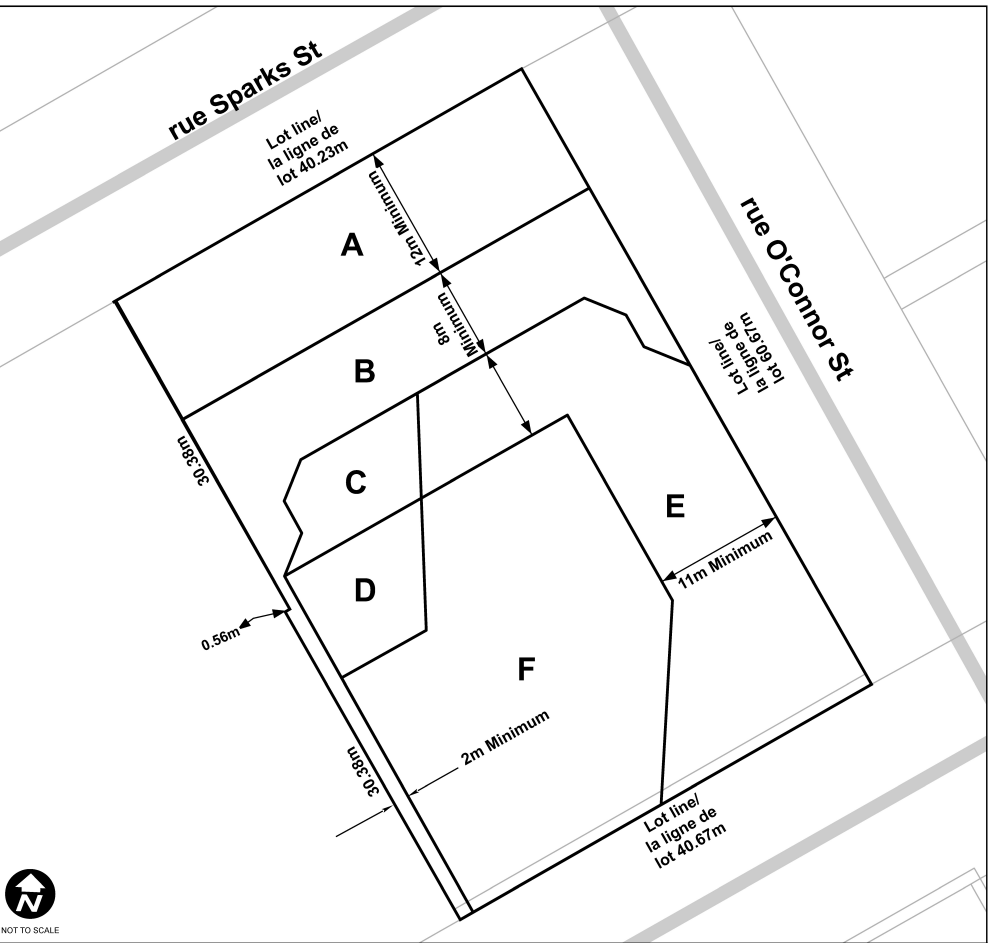 rue Sparks St
Lot line/
la ligne de
lot 40.23m
12m Minimum
A
rue O'Connor St
8m
Minimum
Lot line/
la ligne de
lot 60.67m
B
30.38m
C
E
11m Minimum
D
0.56m
F
2m Minimum
30.38m
Lot line/
la ligne de
lot 40.67m
N
NOT TO SCALE